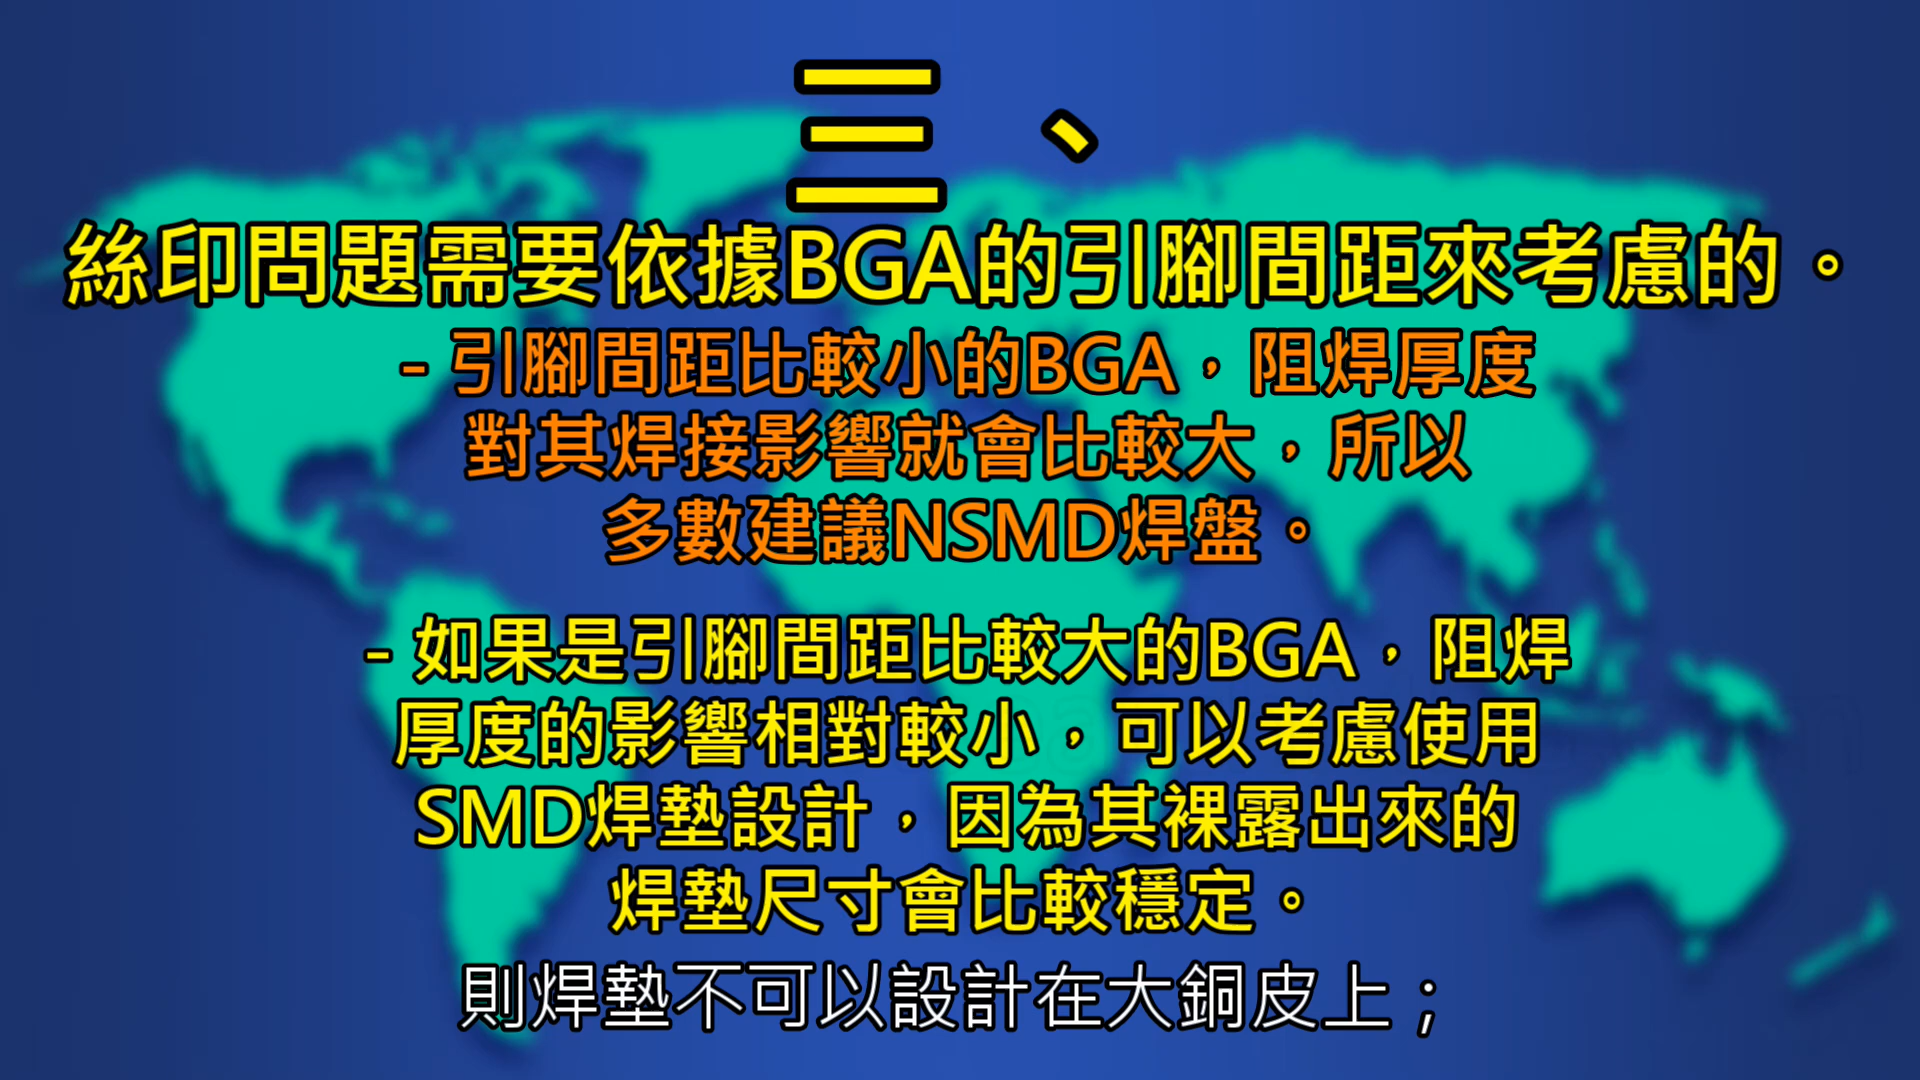 三、
絲印問題需要依據BGA的引腳間距來考慮的。
- 引腳間距比較小的BGA，阻焊厚度
對其焊接影響就會比較大，所以
多數建議NSMD焊盤。
- 如果是引腳間距比較大的BGA，阻焊
厚度的影響相對較小，可以考慮使用
SMD焊墊設計，因為其裸露出來的
焊墊尺寸會比較穩定。
則焊墊不可以設計在大銅皮上；